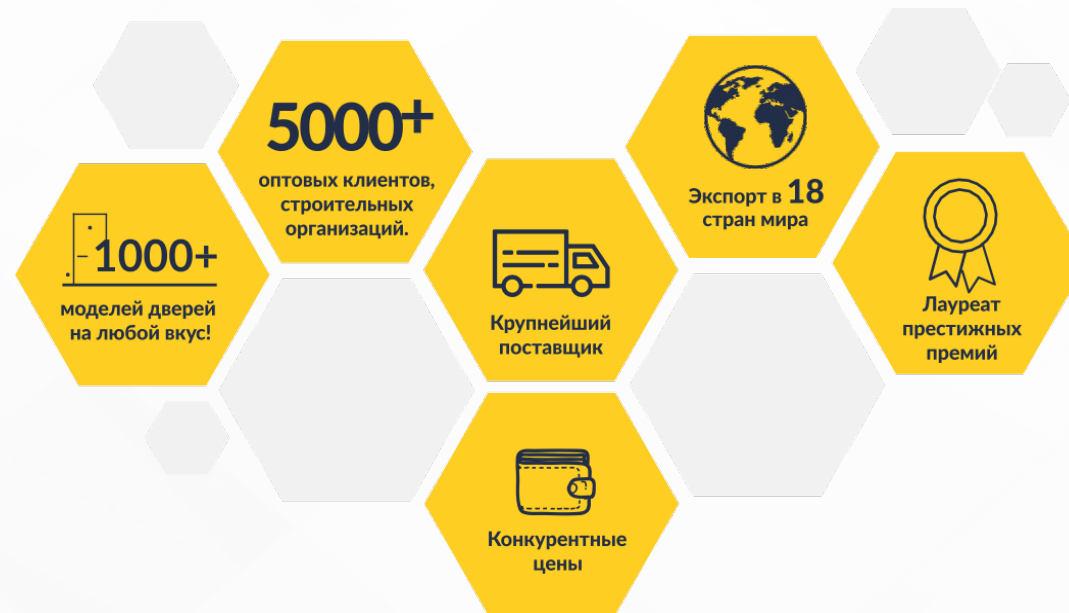 1000+
моделей дверей
на любой вкус!
5000+
оптовых клиентов,
строительных
организаций.
Крупнейший
поставщик
Конкурентные
цены
Экспорт в 18
стран мира
Лауреат
престижных
премий